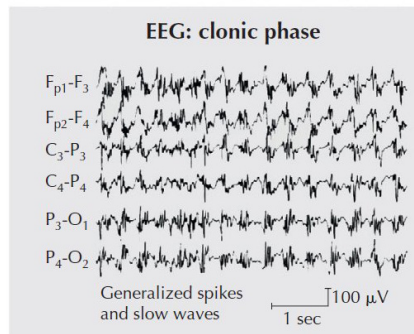 EEG: clonic phase
Fp1-F3
Fp2-F4
C3-P3
C4-P4
P3-O1
P4-O2
Generalized spikes
and slow waves
100 μV
1 sec